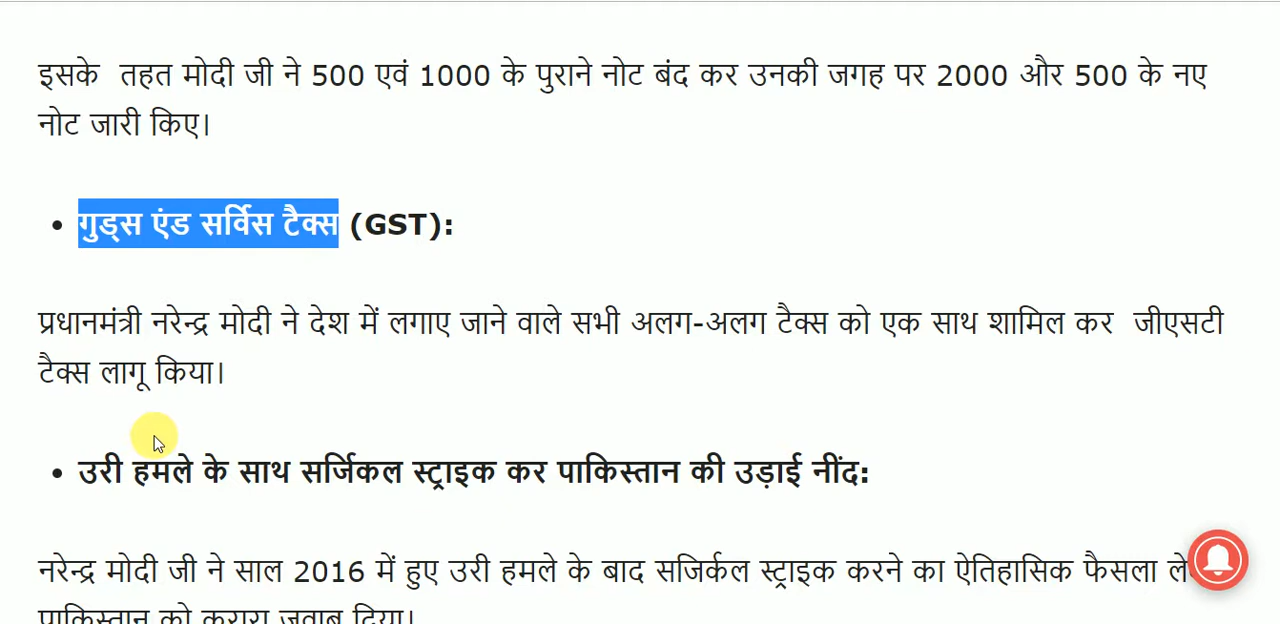 इसके तहत मोदी जी ने 500 एवं 1000 के पुराने नोट बंद कर उनकी जगह पर 2000 और 500 के नए
नोट जारी किए।
• गुड्स एंड सर्विस टैक्स (GST):
प्रधानमंत्री नरेन्द्र मोदी ने देश में लगाए जाने वाले सभी अलग-अलग टैक्स को एक साथ शामिल कर जीएसटी
टैक्स लागू किया।
• उरी हमले के साथ सर्जिकल स्ट्राइक कर पाकिस्तान की उड़ाई नींद:
नरेन्द्र मोदी जी ने साल 2016 में हुए उरी हमले के बाद सजिर्कल स्ट्राइक करने का ऐतिहासिक फैसला
पाकिस्तान को करारा जवाब दिया।